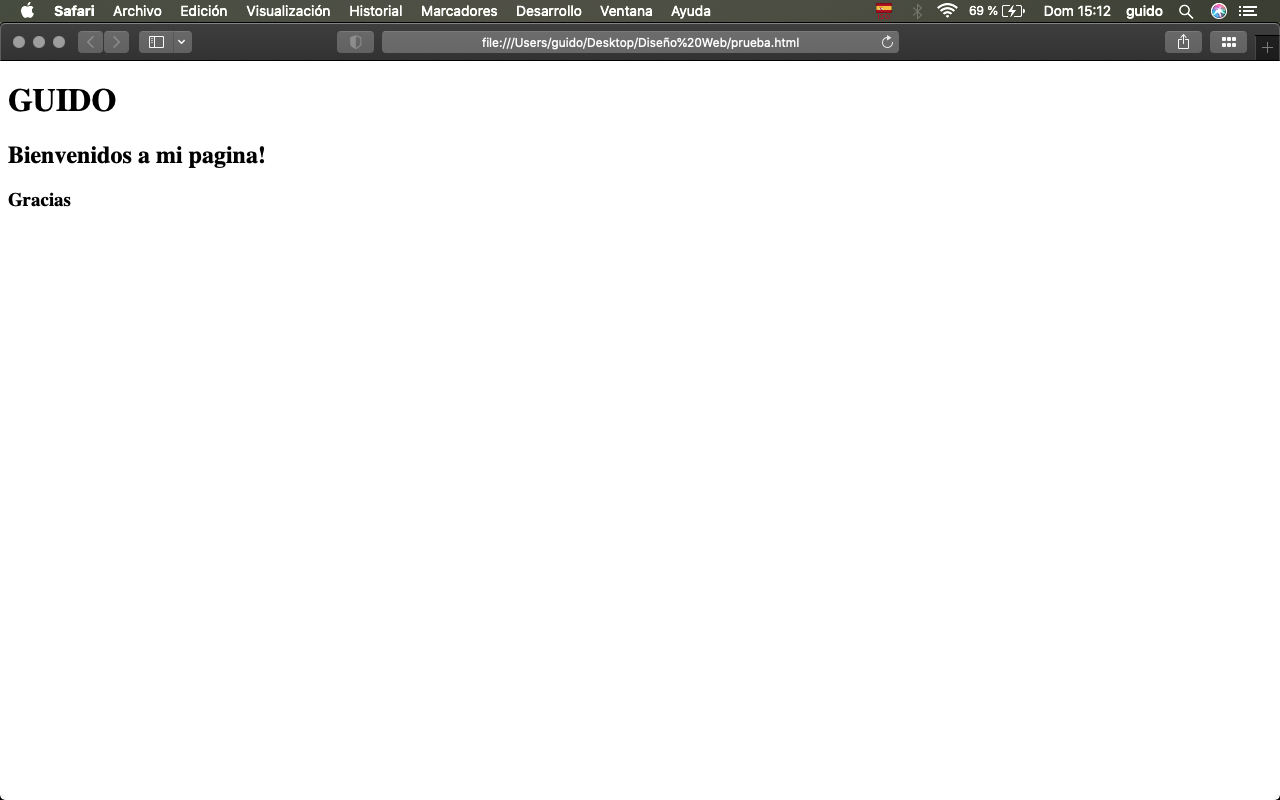 Safari Archivo Edición Visualización Historial Marcadores Desarrollo Ventana Ayuda 69 % Dom 15:12 guido
file:///Users/guido/Desktop/Diseño%20Web/prueba.html
GUIDO
Bienvenidos a mi pagina!
Gracias